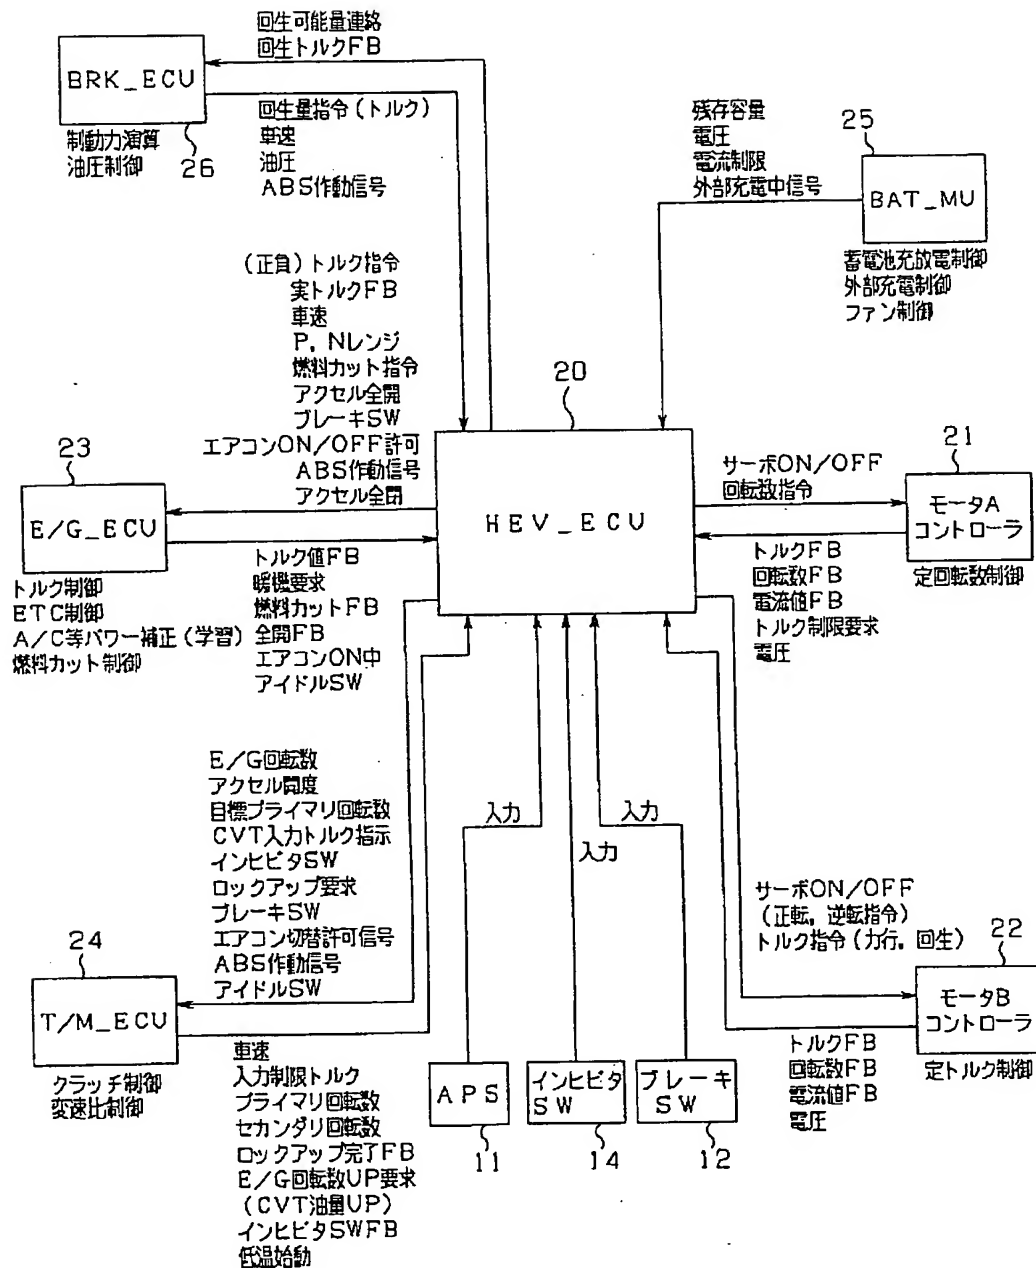 回生可能量連絡
回生トルクFB
BRK_ECU
制動力演算
油圧制御
26
回生量指令(トルク)
車速
油圧
ABS作動信号
残存容量
電圧
電流制限
外部充電中信号
25
BAT_MU
蓄電池充放電制御
外部充電制御
ファン制御
(正負)トルク指令
実トルクFB
車速
P, Nレンジ
燃料カット指令
アクセル全開
ブレーキSW
エアコンON/OFF許可
ABS作動信号
アクセル全閉
20
HEV_ECU
23
E/G_ECU
トルク制御
ETC制御
A/C等パワー補正(学習)
燃料カット制御
トルク値FB
暖機要求
燃料カットFB
全開FB
エアコンON中
アイドルSW
サーボON/OFF
回転数指令
21
モータA
コントローラ
定回転数制御
トルクFB
回転数FB
電流値FB
トルク制限要求
電圧
E/G回転数
アクセル開度
目標プライマリ回転数
CVT入力トルク指示
インヒビタSW
ロックアップ要求
ブレーキSW
エアコン切替許可信号
ABS作動信号
アイドルSW
24
T/M_ECU
クラッチ制御
変速比制御
車速
入力制限トルク
プライマリ回転数
セカンダリ回転数
ロックアップ完了FB
E/G回転数UP要求
(CVT油量UP)
インヒビタSWFB
低温始動
入力
入力
入力
APS
11
インヒビタ
SW
14
ブレーキ
SW
12
サーボON/OFF
(正転, 逆転指令)
トルク指令(力行, 回生)
22
モータB
コントローラ
定トルク制御
トルクFB
回転数FB
電流値FB
電圧